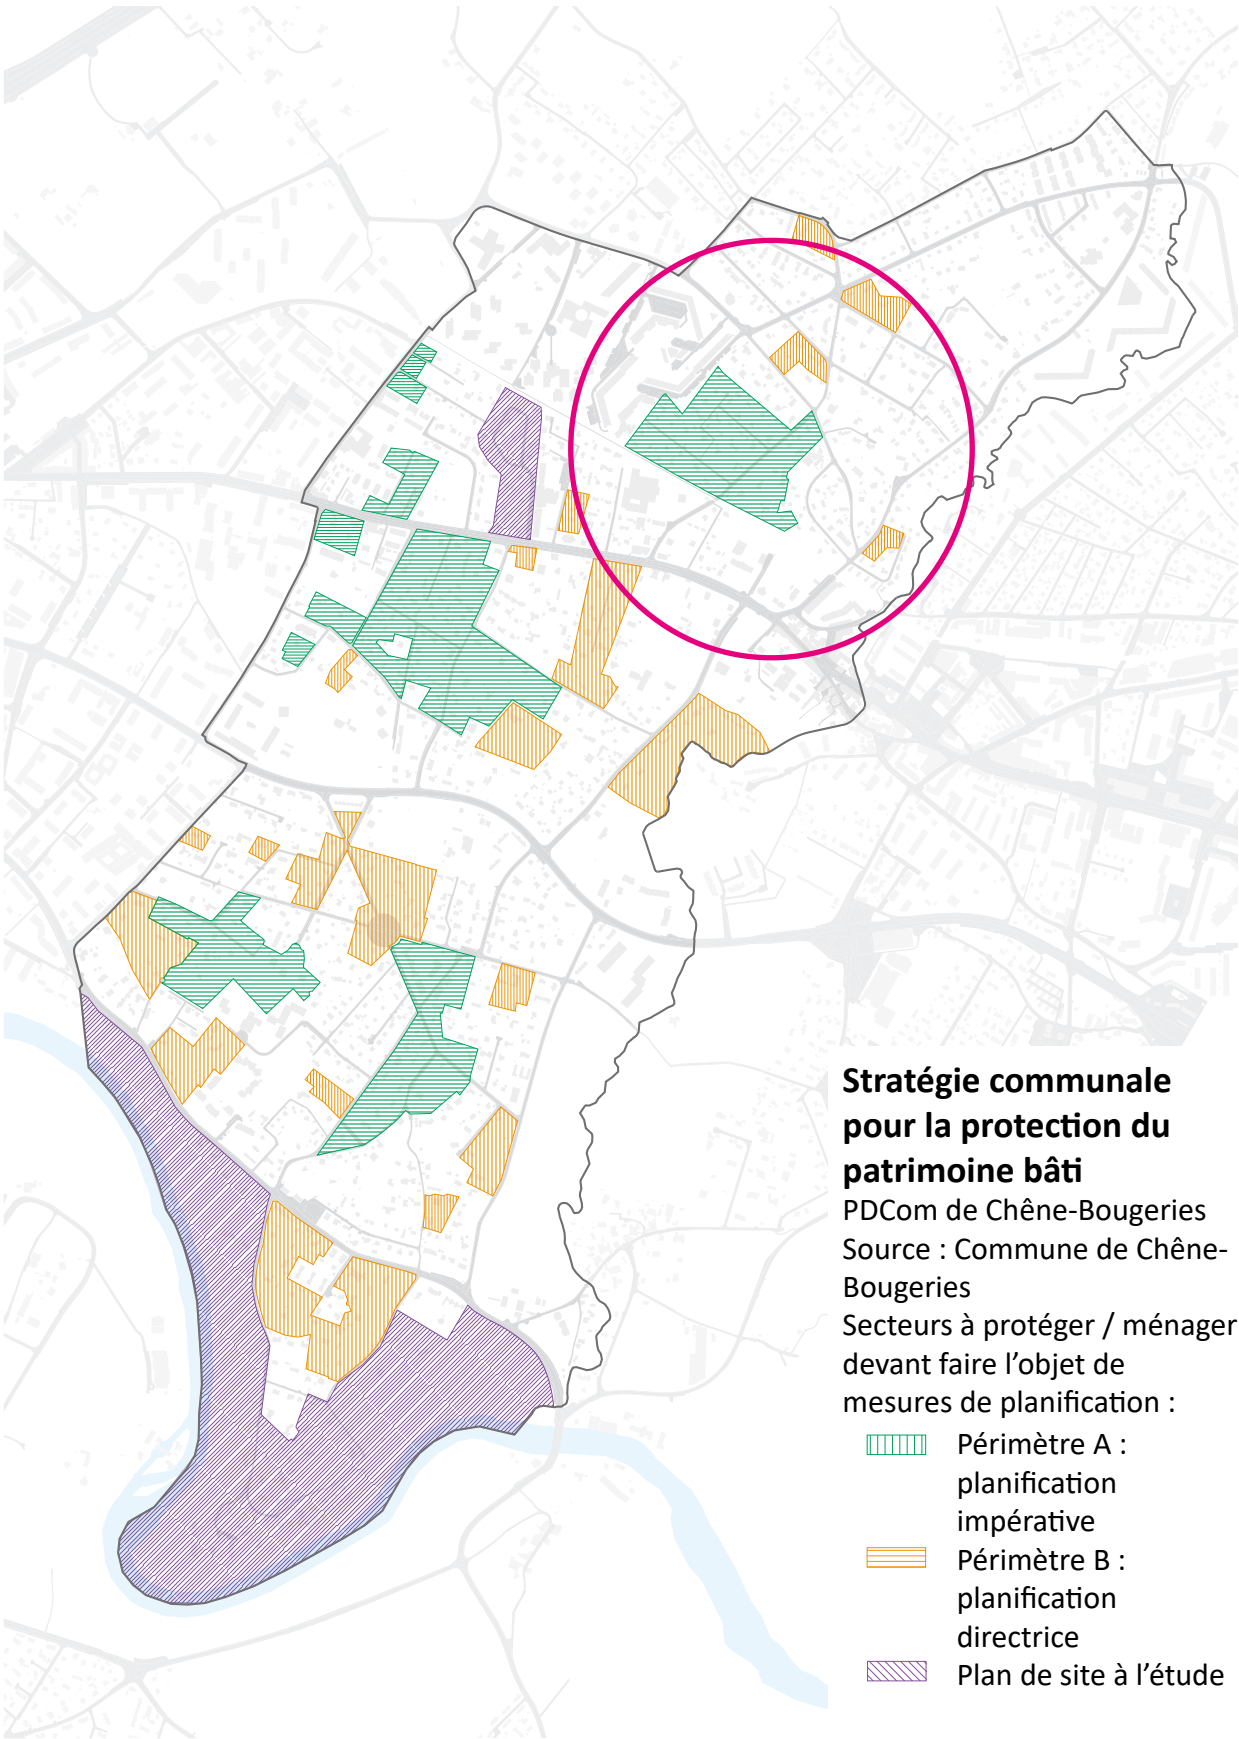 Stratégie communale
pour la protection du
patrimoine bâti
PDCom de Chêne-Bougeries
Source : Commune de Chêne-
Bougeries
Secteurs à protéger / ménager
devant faire l’objet de
mesures de planification :
Périmètre A :
planification
impérative
Périmètre B :
planification
directrice
Plan de site à l’étude